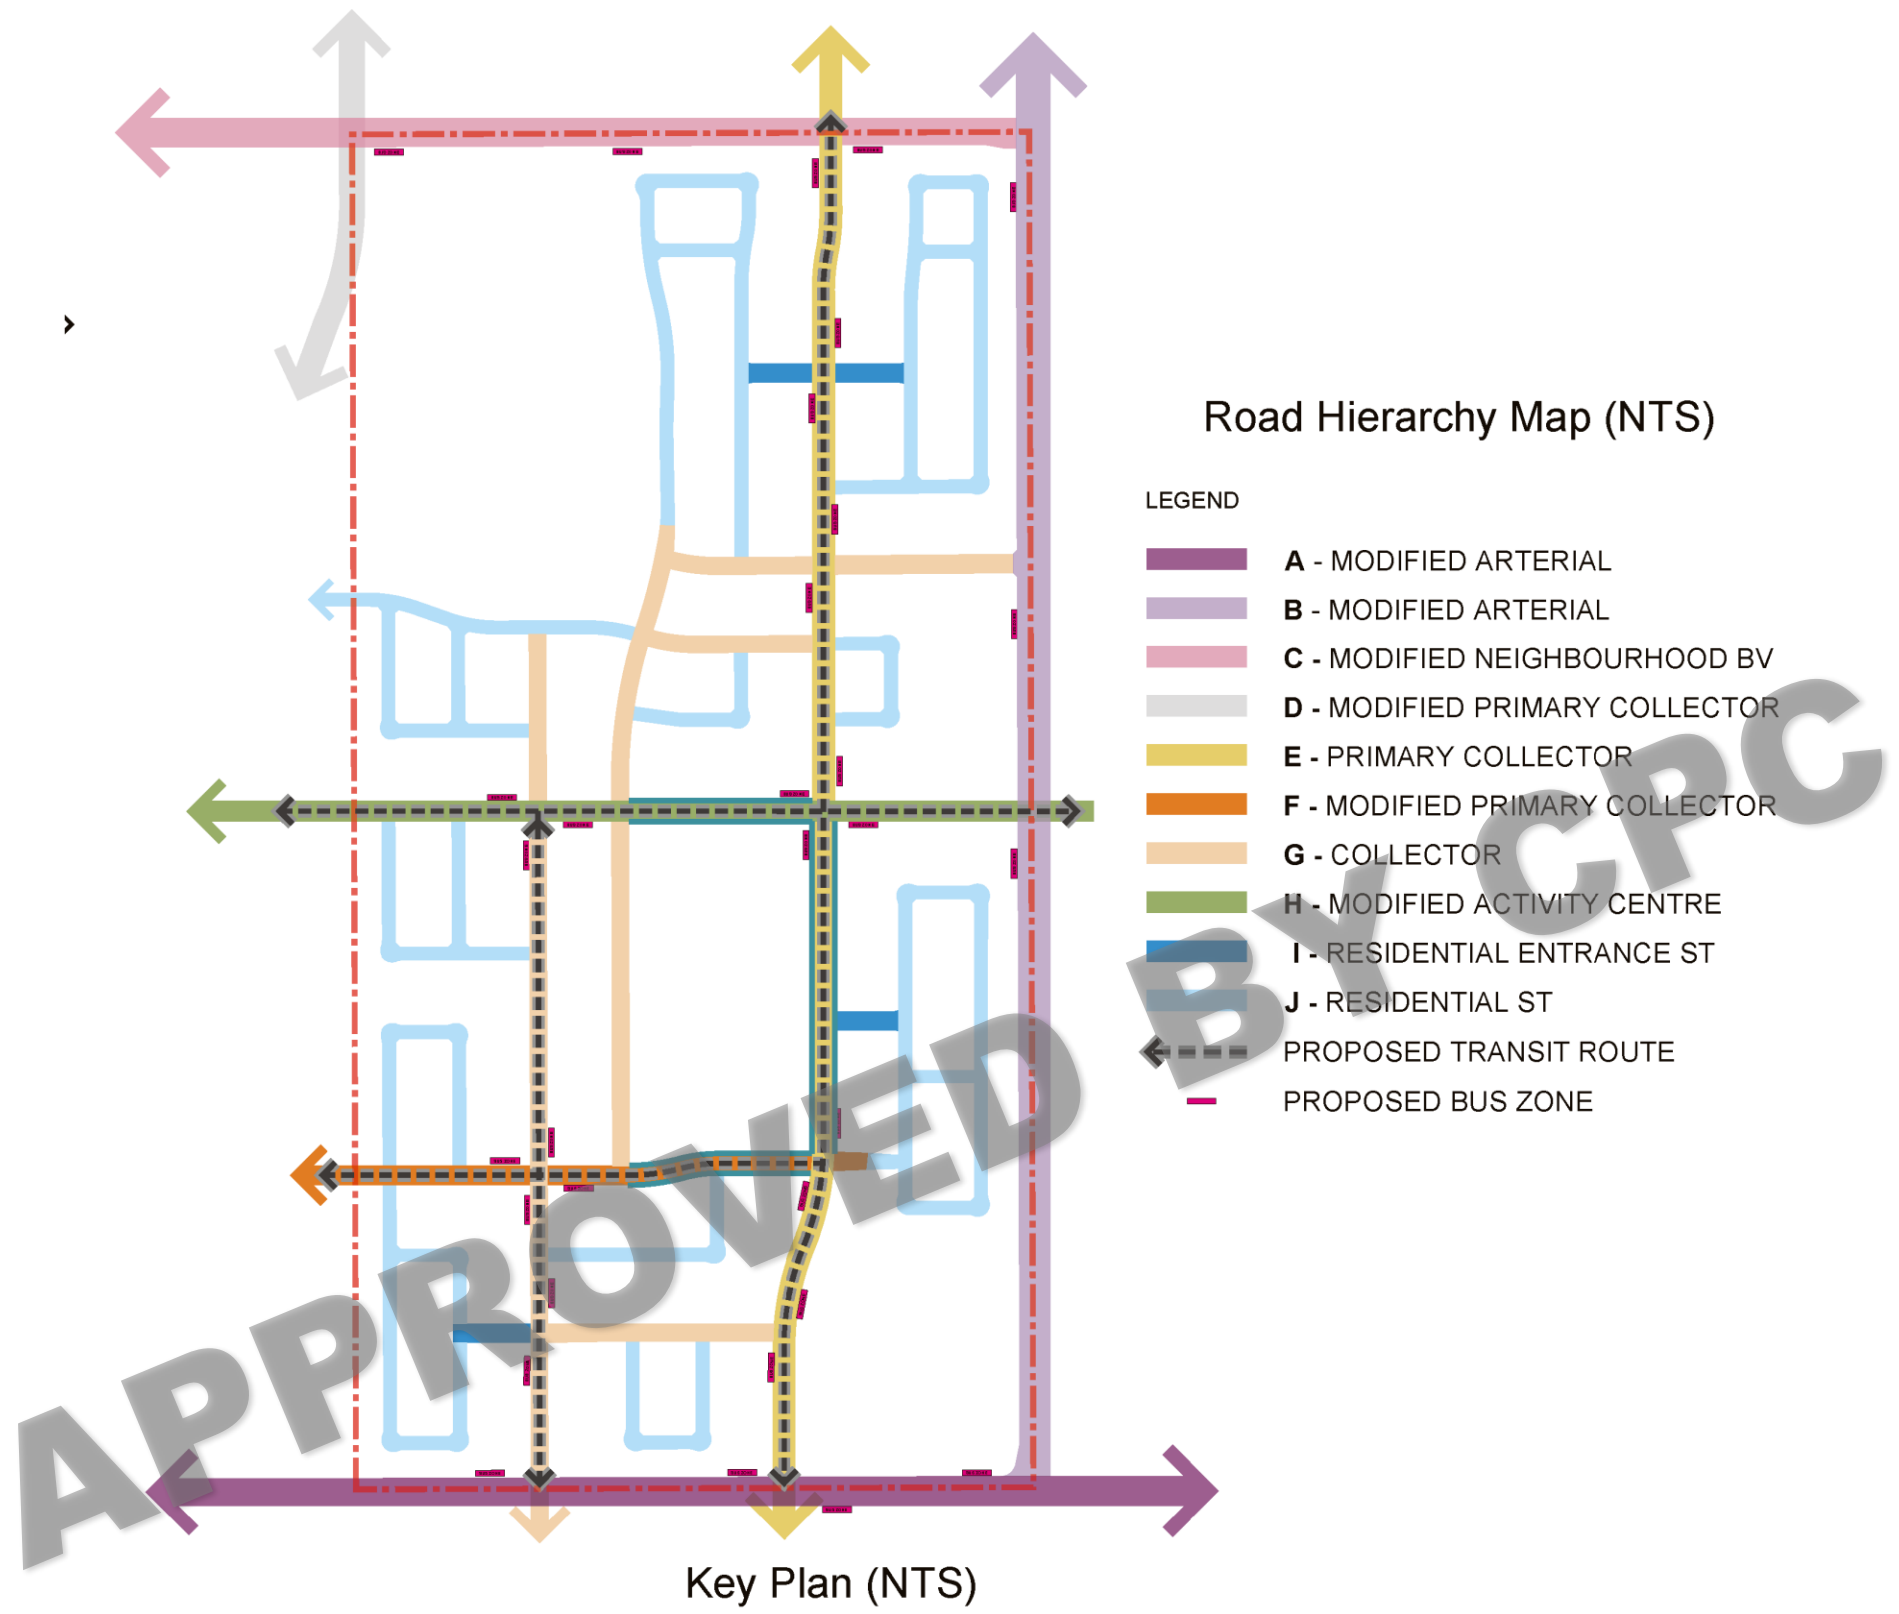 Road Hierarchy Map (NTS)
LEGEND
A - MODIFIED ARTERIAL
B - MODIFIED ARTERIAL
C - MODIFIED NEIGHBOURHOOD BV
D - MODIFIED PRIMARY COLLECTOR
E - PRIMARY COLLECTOR
F - MODIFIED PRIMARY COLLECTOR
G - COLLECTOR
H - MODIFIED ACTIVITY CENTRE
I - RESIDENTIAL ENTRANCE ST
J - RESIDENTIAL ST
PROPOSED TRANSIT ROUTE
PROPOSED BUS ZONE
APPROVED BY CPC
Key Plan (NTS)